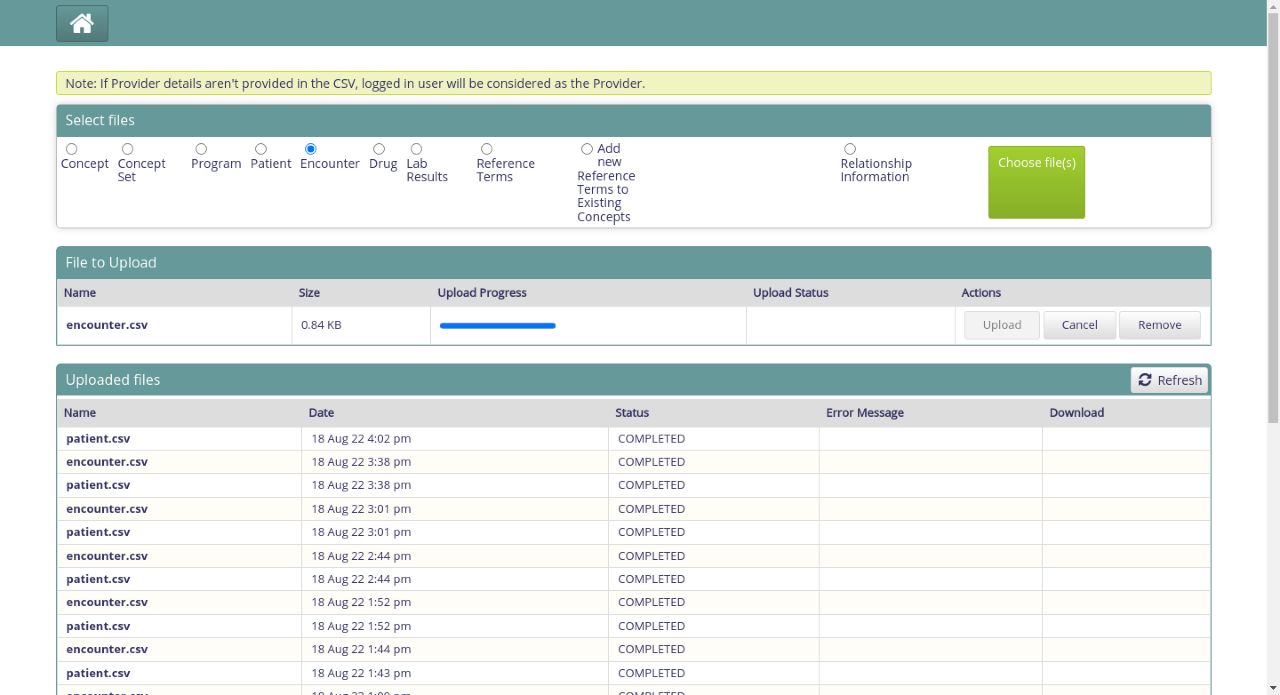 Note: If Provider details aren't provided in the CSV, logged in user will be considered as the Provider.
Select files
Concept
Concept
Set
Program
Patient
Encounter
Drug
Lab
Results
Reference
Terms
Add
new
Reference
Terms to
Existing
Concepts
Relationship
Information
Choose file(s)
File to Upload
Name Size Upload Progress Upload Status Actions
encounter.csv 0.84 KB Upload Cancel Remove
Uploaded files Refresh
Name Date Status Error Message Download
patient.csv 18 Aug 22 4:02 pm COMPLETED
encounter.csv 18 Aug 22 3:38 pm COMPLETED
patient.csv 18 Aug 22 3:38 pm COMPLETED
encounter.csv 18 Aug 22 3:01 pm COMPLETED
patient.csv 18 Aug 22 3:01 pm COMPLETED
encounter.csv 18 Aug 22 2:44 pm COMPLETED
patient.csv 18 Aug 22 2:44 pm COMPLETED
encounter.csv 18 Aug 22 1:52 pm COMPLETED
patient.csv 18 Aug 22 1:52 pm COMPLETED
encounter.csv 18 Aug 22 1:44 pm COMPLETED
patient.csv 18 Aug 22 1:43 pm COMPLETED